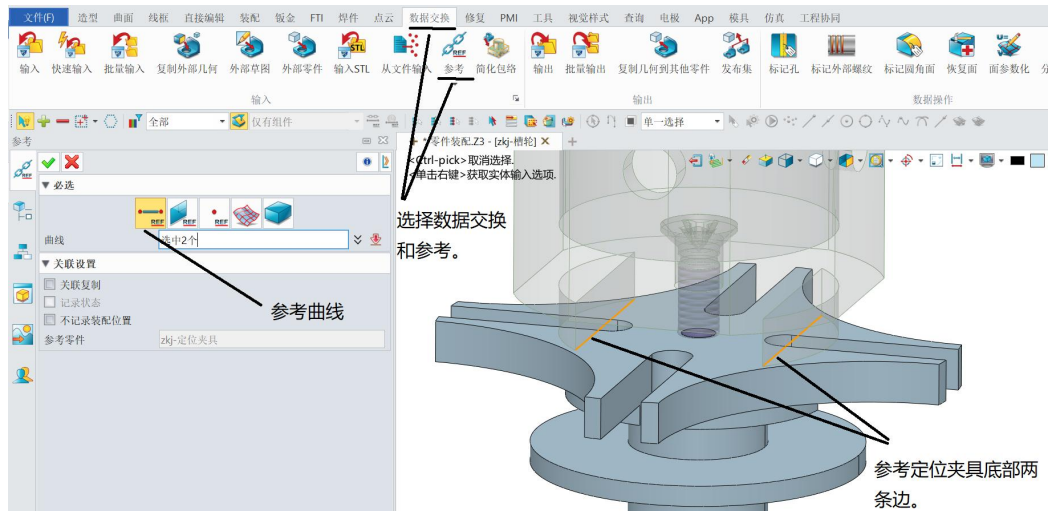 文件(F) 造型 曲面 线框 直接编辑 装配 钣金 FTI 焊件 点云 数据交换 修复 PMI 工具 视觉样式 查询 电极 App 模具 仿真 工程协同
输入 快速输入 批量输入 复制外部几何 外部草图 外部零件 输入STL 从文件输入 参考 简化包络 输出 批量输出 复制几何到其他零件 发布集 标记孔 标记外部螺纹 标记圆角面 恢复面 面参数化
输入 输出 数据操作
全部 仅有组件 单一选择
参考
零件装配.Z3 - [zkj-槽轮]
<Ctrl-pick>取消选择.
<单击右键>获取实体输入选项.
必选
REF REF REF
曲线 选中2个
关联设置
关联复制
记录状态
不记录装配位置
参考零件 zkj-定位夹具
选择数据交换
和参考。
参考曲线
参考定位夹具底部两
条边。